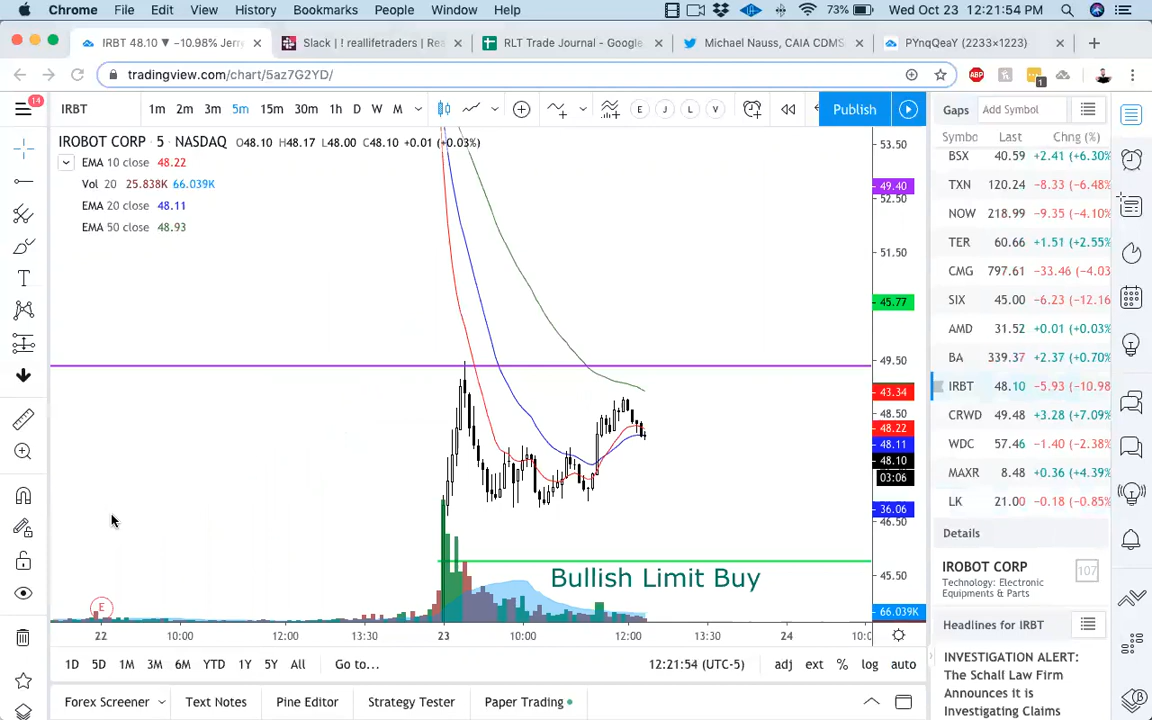 Chrome File Edit View History Bookmarks People Window Help 73% Wed Oct 23 12:21:54 PM
IRBT 48.10 ▼ −10.98% Jerry Slack | ! reallifetraders | Rea RLT Trade Journal - Google Michael Nauss, CAIA CDMS PYnqQeaY (2233×1223)
tradingview.com/chart/5az7G2YD/
14 IRBT 1m 2m 3m 5m 15m 30m 1h D W M E J L V Publish Gaps Add Symbol
IROBOT CORP · 5 · NASDAQ O48.10 H48.17 L48.00 C48.10 +0.01 (+0.03%)
EMA 10 close 48.22
Vol 20 25.838K 66.039K
EMA 20 close 48.11
EMA 50 close 48.93
53.50
49.40
52.50
51.50
45.77
49.50
43.34
48.50
48.22
48.11
48.10
03:06
36.06
46.50
45.50
66.039K
Bullish Limit Buy
E
22 10:00 12:00 13:30 23 10:00 12:00 13:30 24 10:0
1D 5D 1M 3M 6M YTD 1Y 5Y All Go to... 12:21:54 (UTC-5) adj ext % log auto
Forex Screener Text Notes Pine Editor Strategy Tester Paper Trading
Symbo Last Chng (%)
BSX 40.59 +2.41 (+6.30%
TXN 120.24 −8.33 (−6.48%
NOW 218.99 −9.35 (−4.10%
TER 60.66 +1.51 (+2.55%
CMG 797.61 −33.46 (−4.03
SIX 45.00 −6.23 (−12.16
AMD 31.52 +0.01 (+0.03%
BA 339.37 +2.37 (+0.70%
IRBT 48.10 −5.93 (−10.98
CRWD 49.48 +3.28 (+7.09%
WDC 57.46 −1.40 (−2.38%
MAXR 8.48 +0.36 (+4.39%
LK 21.00 −0.18 (−0.85%
Details
IROBOT CORP 107
Technology: Electronic
Equipments & Parts
Headlines for IRBT
INVESTIGATION ALERT:
The Schall Law Firm
Announces it is
Investigating Claims